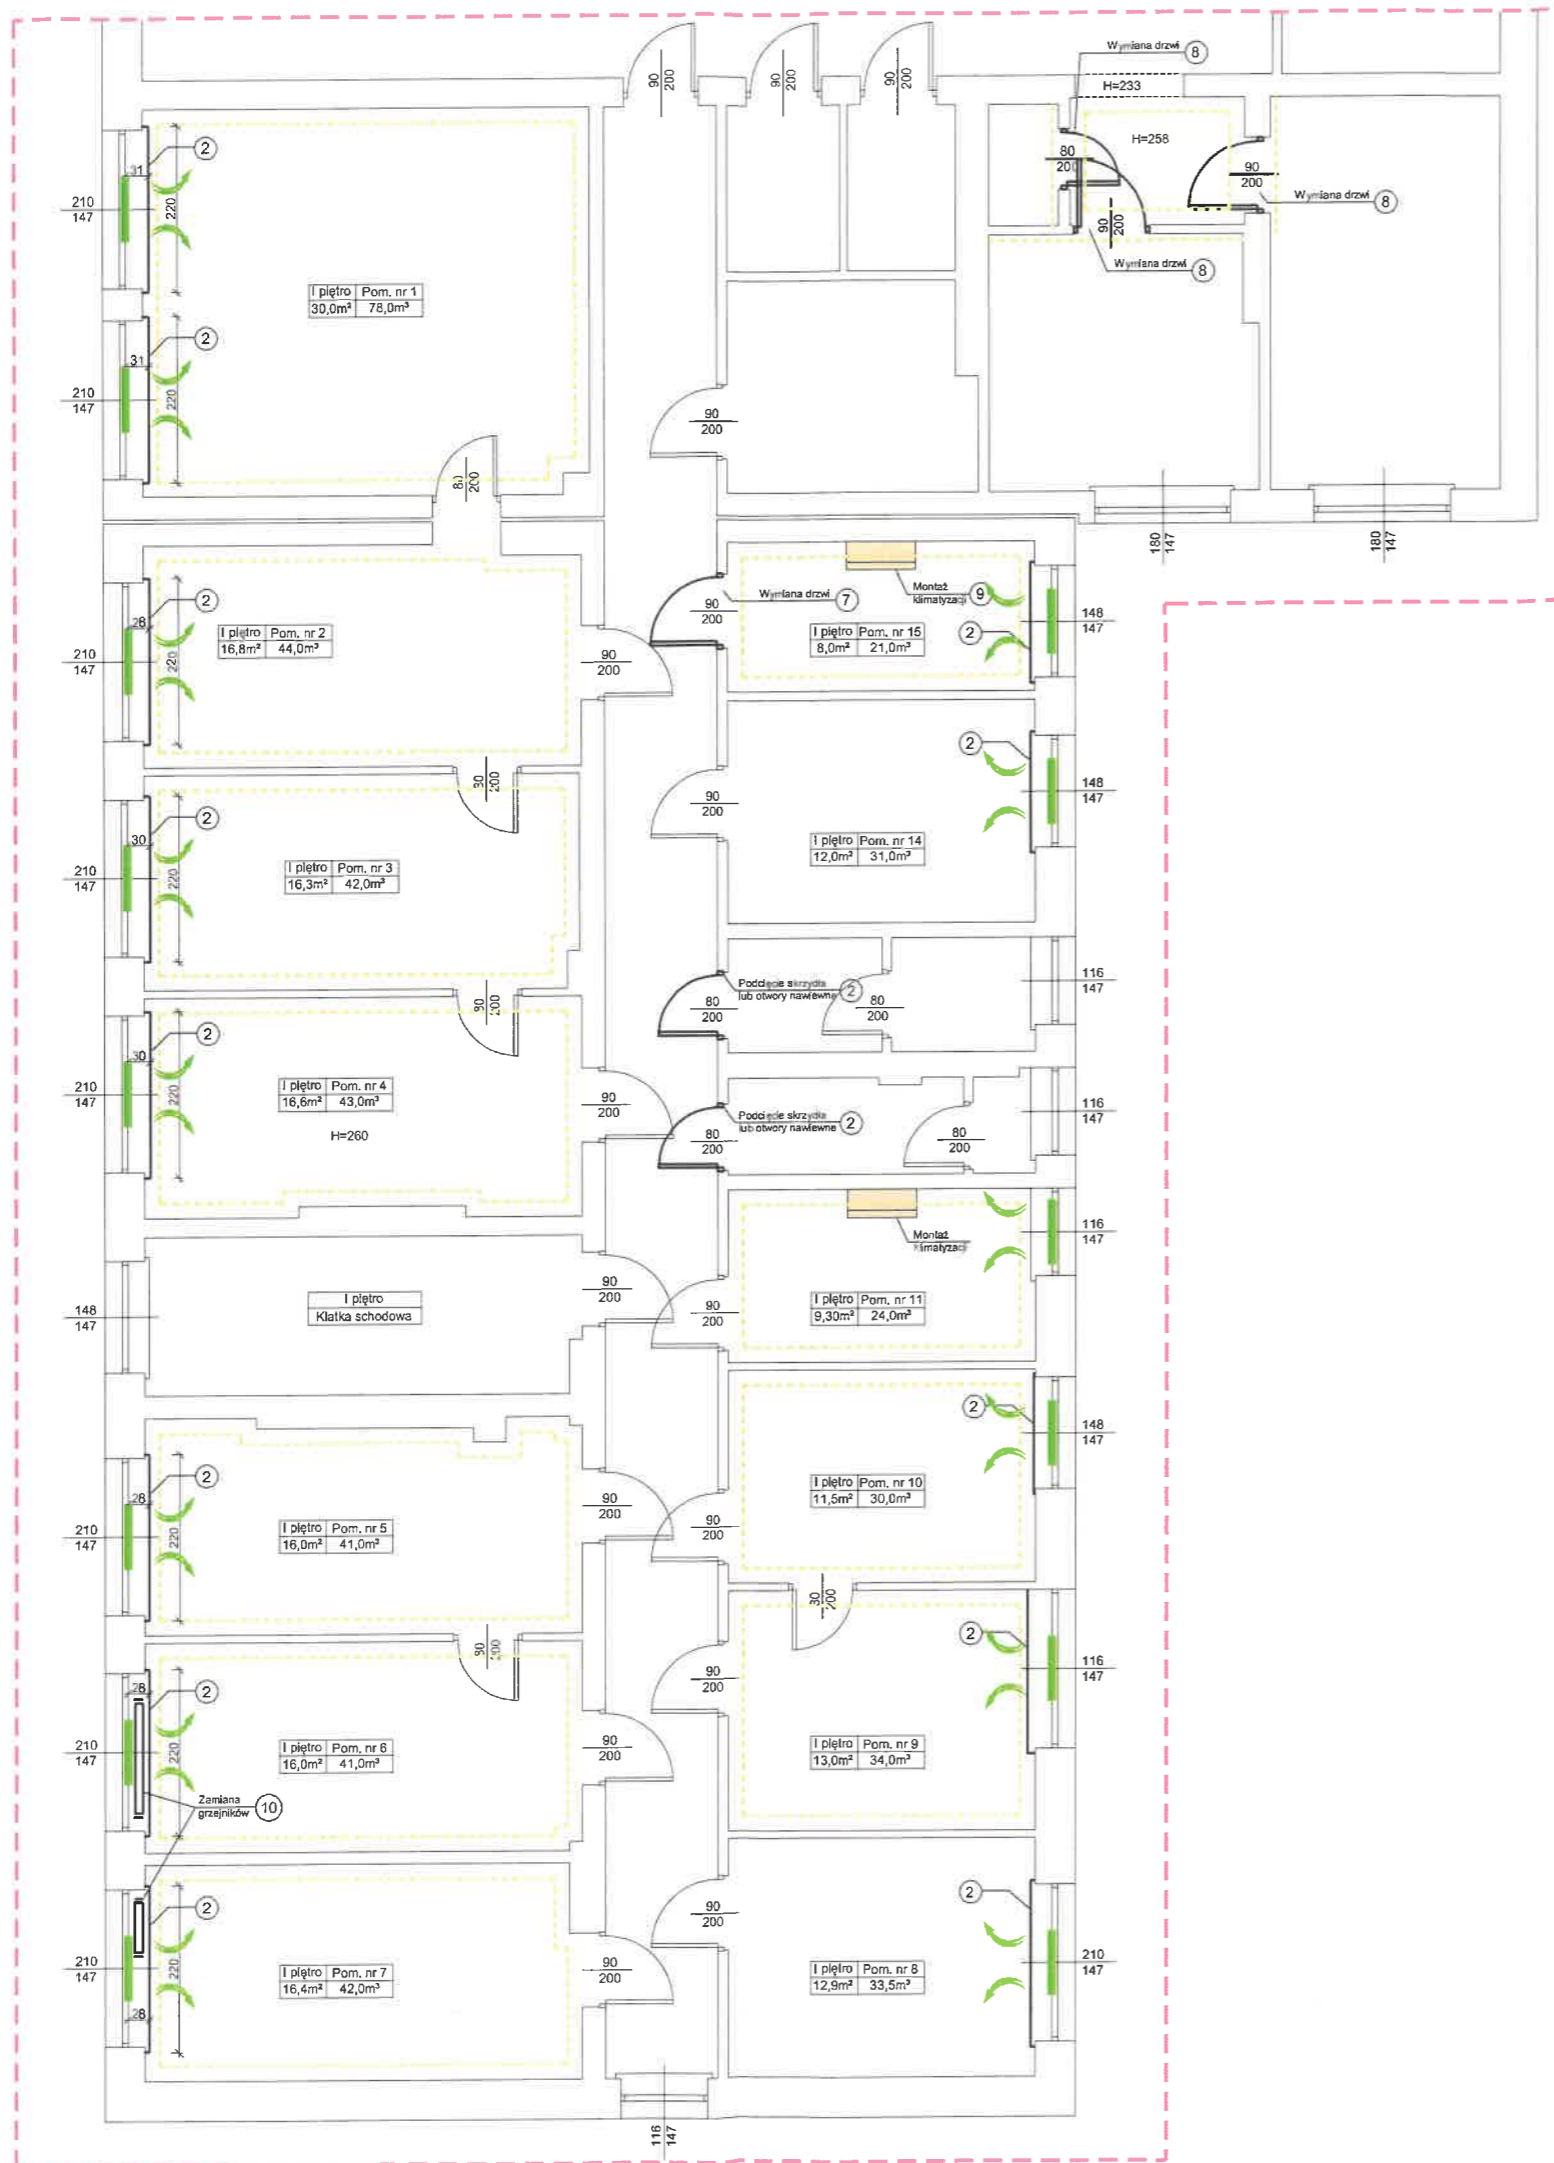 Wymiana drzwi 8
90
200
90
200
90
200
H=233
H=258
80
200
90
200
Wymiana drzwi 8
90
200
Wymiana drzwi 8
2
31
220
210
147
I piętro Pom. nr 1
30,0m² 78,0m³
2
31
220
210
147
90
200
80
200
180
147
180
147
2
28
220
210
147
I piętro Pom. nr 2
16,8m² 44,0m³
90
200
90
200
Wymiana drzwi 7
Montaż
klimatyzacji 9
I piętro Pom. nr 15
8,0m² 21,0m³
2
148
147
80
200
2
30
220
210
147
I piętro Pom. nr 3
16,3m² 42,0m³
90
200
2
148
147
I piętro Pom. nr 14
12,0m² 31,0m³
80
200
Podcięcie skrzydła
lub otwory nawiewne 2
80
200
80
200
116
147
2
30
220
210
147
I piętro Pom. nr 4
16,6m² 43,0m³
H=260
90
200
Podcięcie skrzydła
lub otwory nawiewne 2
80
200
80
200
116
147
Montaż
klimatyzacji
116
147
I piętro
Klatka schodowa
148
147
90
200
90
200
I piętro Pom. nr 11
9,30m² 24,0m³
2
28
220
210
147
I piętro Pom. nr 5
16,0m² 41,0m³
90
200
90
200
2
148
147
I piętro Pom. nr 10
11,5m² 30,0m³
80
200
80
200
2
28
220
210
147
I piętro Pom. nr 6
16,0m² 41,0m³
Zamiana
grzejników 10
90
200
90
200
2
116
147
I piętro Pom. nr 9
13,0m² 34,0m³
2
28
220
210
147
I piętro Pom. nr 7
16,4m² 42,0m³
90
200
90
200
2
210
147
I piętro Pom. nr 8
12,9m² 33,5m³
116
147